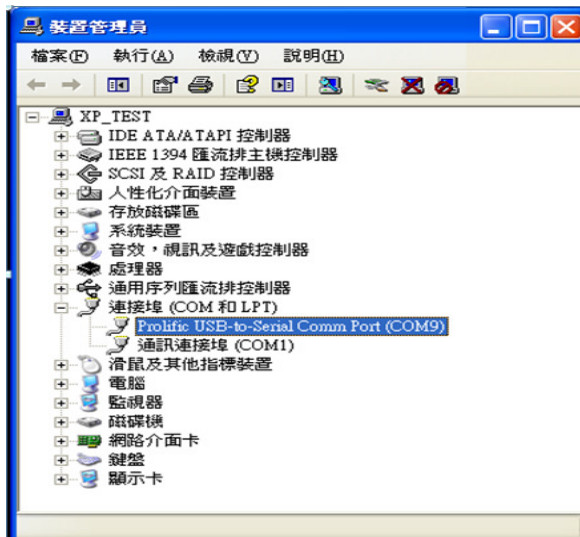 裝置管理員
檔案(F) 執行(A) 檢視(V) 說明(H)
XP_TEST
IDE ATA/ATAPI 控制器
IEEE 1394 匯流排主機控制器
SCSI 及 RAID 控制器
人性化介面裝置
存放磁碟區
系統裝置
音效，視訊及遊戲控制器
處理器
通用序列匯流排控制器
連接埠 (COM 和 LPT)
Prolific USB-to-Serial Comm Port (COM9)
通訊連接埠 (COM1)
滑鼠及其他指標裝置
電腦
監視器
磁碟機
網路介面卡
鍵盤
顯示卡